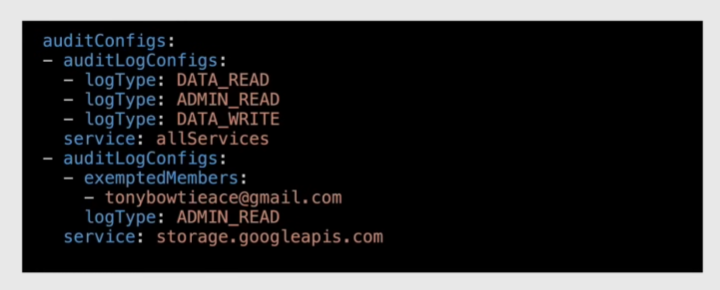 auditConfigs:
- auditLogConfigs:
  - logType: DATA_READ
  - logType: ADMIN_READ
  - logType: DATA_WRITE
  service: allServices
- auditLogConfigs:
  - exemptedMembers:
    - tonybowtieace@gmail.com
    logType: ADMIN_READ
  service: storage.googleapis.com